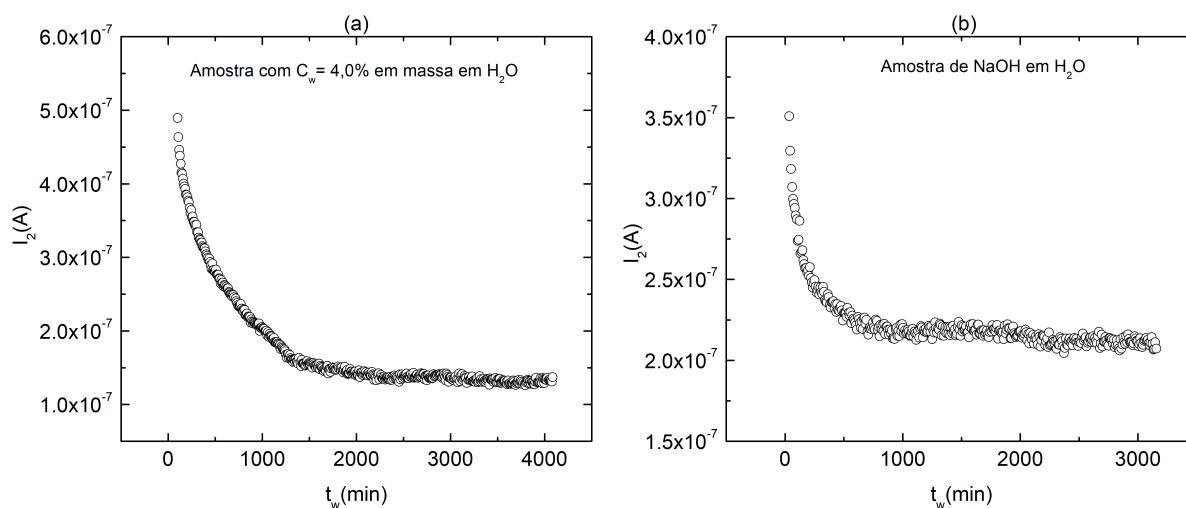 (a)
6.0x10⁻⁷
5.0x10⁻⁷
4.0x10⁻⁷
3.0x10⁻⁷
2.0x10⁻⁷
1.0x10⁻⁷
I₂(A)
Amostra com C_w= 4,0% em massa em H₂O
0 1000 2000 3000 4000
t_w(min)
(b)
4.0x10⁻⁷
3.5x10⁻⁷
3.0x10⁻⁷
2.5x10⁻⁷
2.0x10⁻⁷
1.5x10⁻⁷
I₂(A)
Amostra de NaOH em H₂O
0 1000 2000 3000
t_w(min)